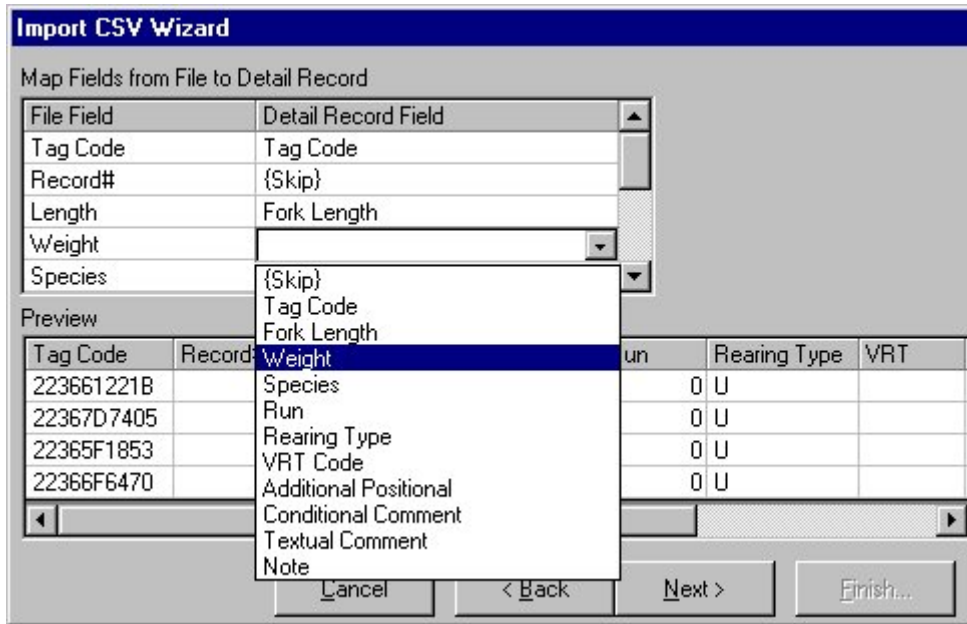 Import CSV Wizard
Map Fields from File to Detail Record
File Field Detail Record Field
Tag Code Tag Code
Record# {Skip}
Length Fork Length
Weight
Species
{Skip}
Tag Code
Fork Length
Weight
Species
Run
Rearing Type
VRT Code
Additional Positional
Conditional Comment
Textual Comment
Note
Preview
Tag Code Record un Rearing Type VRT
223661221B 0 U
22367D7405 0 U
22365F1853 0 U
22366F6470 0 U
Cancel < Back Next > Finish...